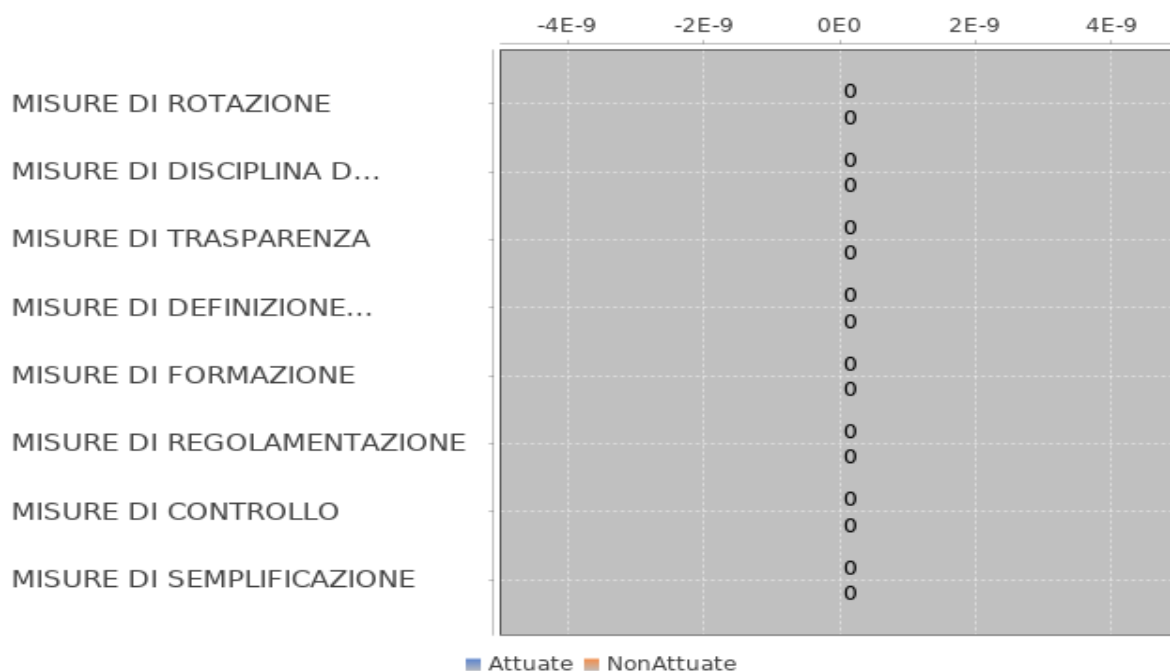 -4E-9 -2E-9 0E0 2E-9 4E-9
MISURE DI ROTAZIONE 0
0
MISURE DI DISCIPLINA D... 0
0
MISURE DI TRASPARENZA 0
0
MISURE DI DEFINIZIONE... 0
0
MISURE DI FORMAZIONE 0
0
MISURE DI REGOLAMENTAZIONE 0
0
MISURE DI CONTROLLO 0
0
MISURE DI SEMPLIFICAZIONE 0
0
Attuate NonAttuate